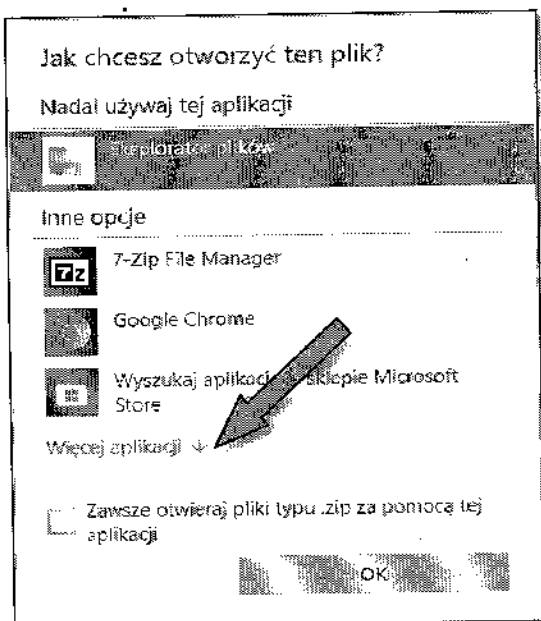 Jak chcesz otworzyć ten plik?
Nadal używaj tej aplikacji
Eksplorator plików
Inne opcje
7z
7-Zip File Manager
Google Chrome
Wyszukaj aplikację w sklepie Microsoft
Store
Więcej aplikacji ↓
Zawsze otwieraj pliki typu .zip za pomocą tej
aplikacji
OK